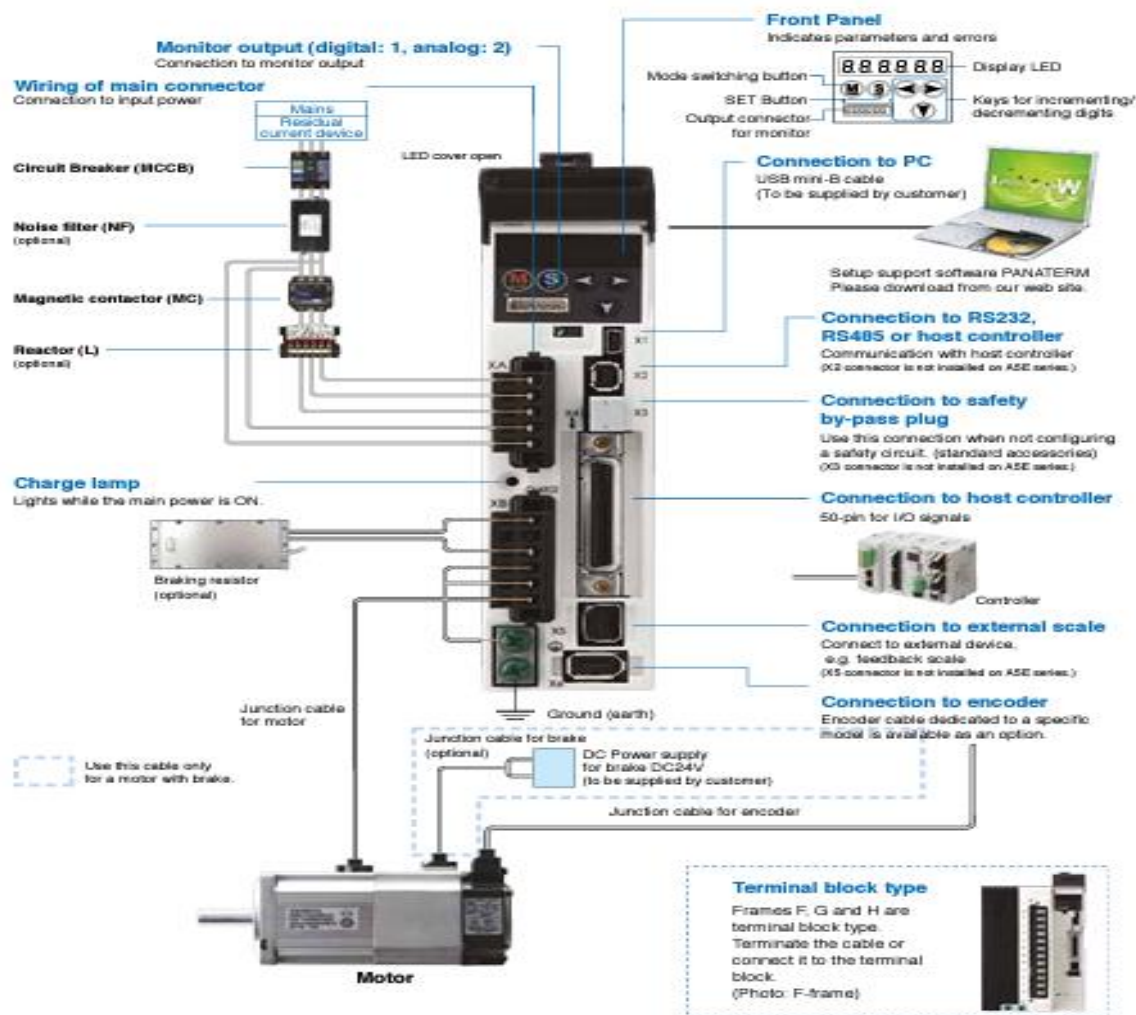 Front Panel
Indicates parameters and errors
Monitor output (digital: 1, analog: 2)
Connection to monitor output
Mode switching button
Display LED
M S
SET Button
Output connector
for monitor
Keys for incrementing/
decrementing digits
Wiring of main connector
Connection to input power
Mains
Residual
current device
Circuit Breaker (MCCB)
Noise filter (NF)
(optional)
Magnetic contactor (MC)
Reactor (L)
(optional)
LED cover open
M S
Connection to PC
USB mini-B cable
(To be supplied by customer)
Setup support software PANATERM
Please download from our web site.
X1
Connection to RS232,
RS485 or host controller
Communication with host controller
(X2 connector is not installed on A5E series.)
XA
X2
X3
X4
Connection to safety
by-pass plug
Use this connection when not configuring
a safety circuit. (standard accessories)
(X3 connector is not installed on A5E series.)
Charge lamp
Lights while the main power is ON.
XB
Connection to host controller
50-pin for I/O signals
Controller
Braking resistor
(optional)
X5
X6
Connection to external scale
Connect to external device,
e.g. feedback scale
(X5 connector is not installed on A5E series.)
Connection to encoder
Encoder cable dedicated to a specific
model is available as an option.
Junction cable
for motor
Ground (earth)
Junction cable for brake
(optional)
DC Power supply
for brake DC24V
(to be supplied by customer)
Use this cable only
for a motor with brake.
Junction cable for encoder
Motor
Terminal block type
Frames F, G and H are
terminal block type.
Terminate the cable or
connect it to the terminal
block.
(Photo: F-frame)